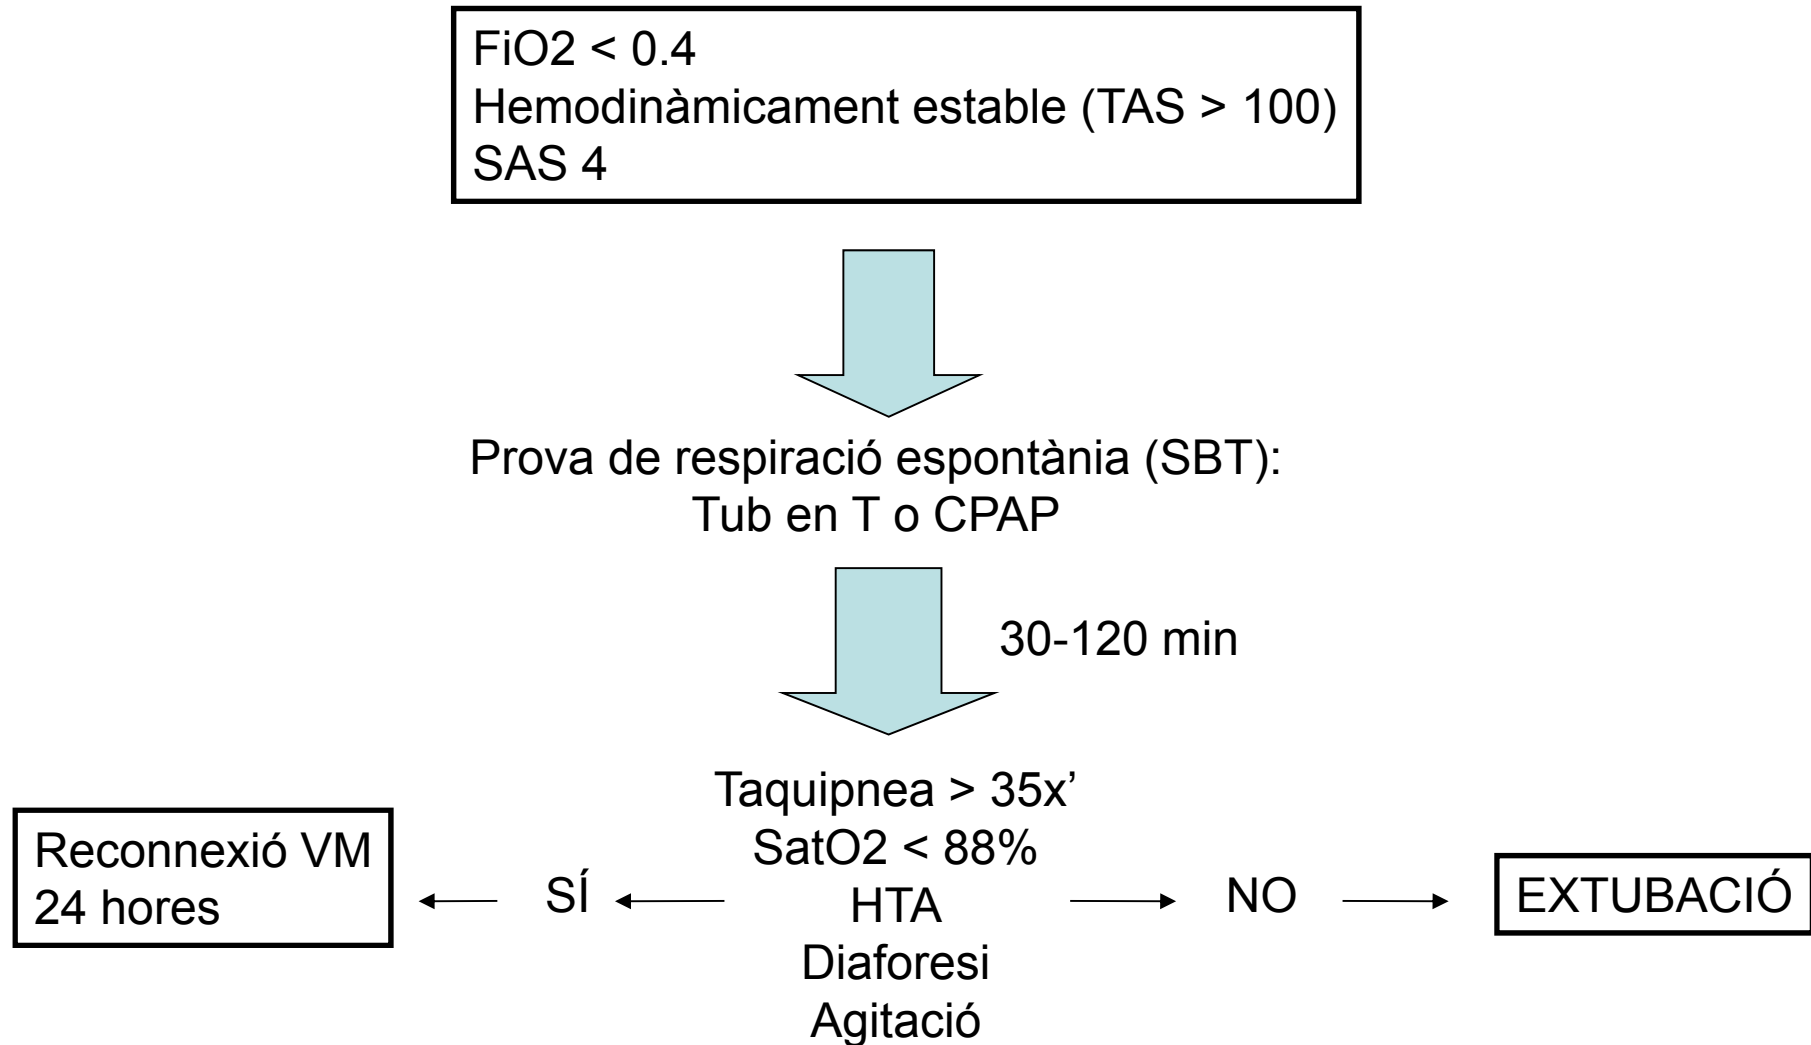 FiO2 < 0.4
Hemodinàmicament estable (TAS > 100)
SAS 4
Prova de respiració espontània (SBT):
Tub en T o CPAP
30-120 min
Taquipnea > 35x’
SatO2 < 88%
HTA
Diaforesi
Agitació
SÍ
Reconnexió VM
24 hores
NO
EXTUBACIÓ